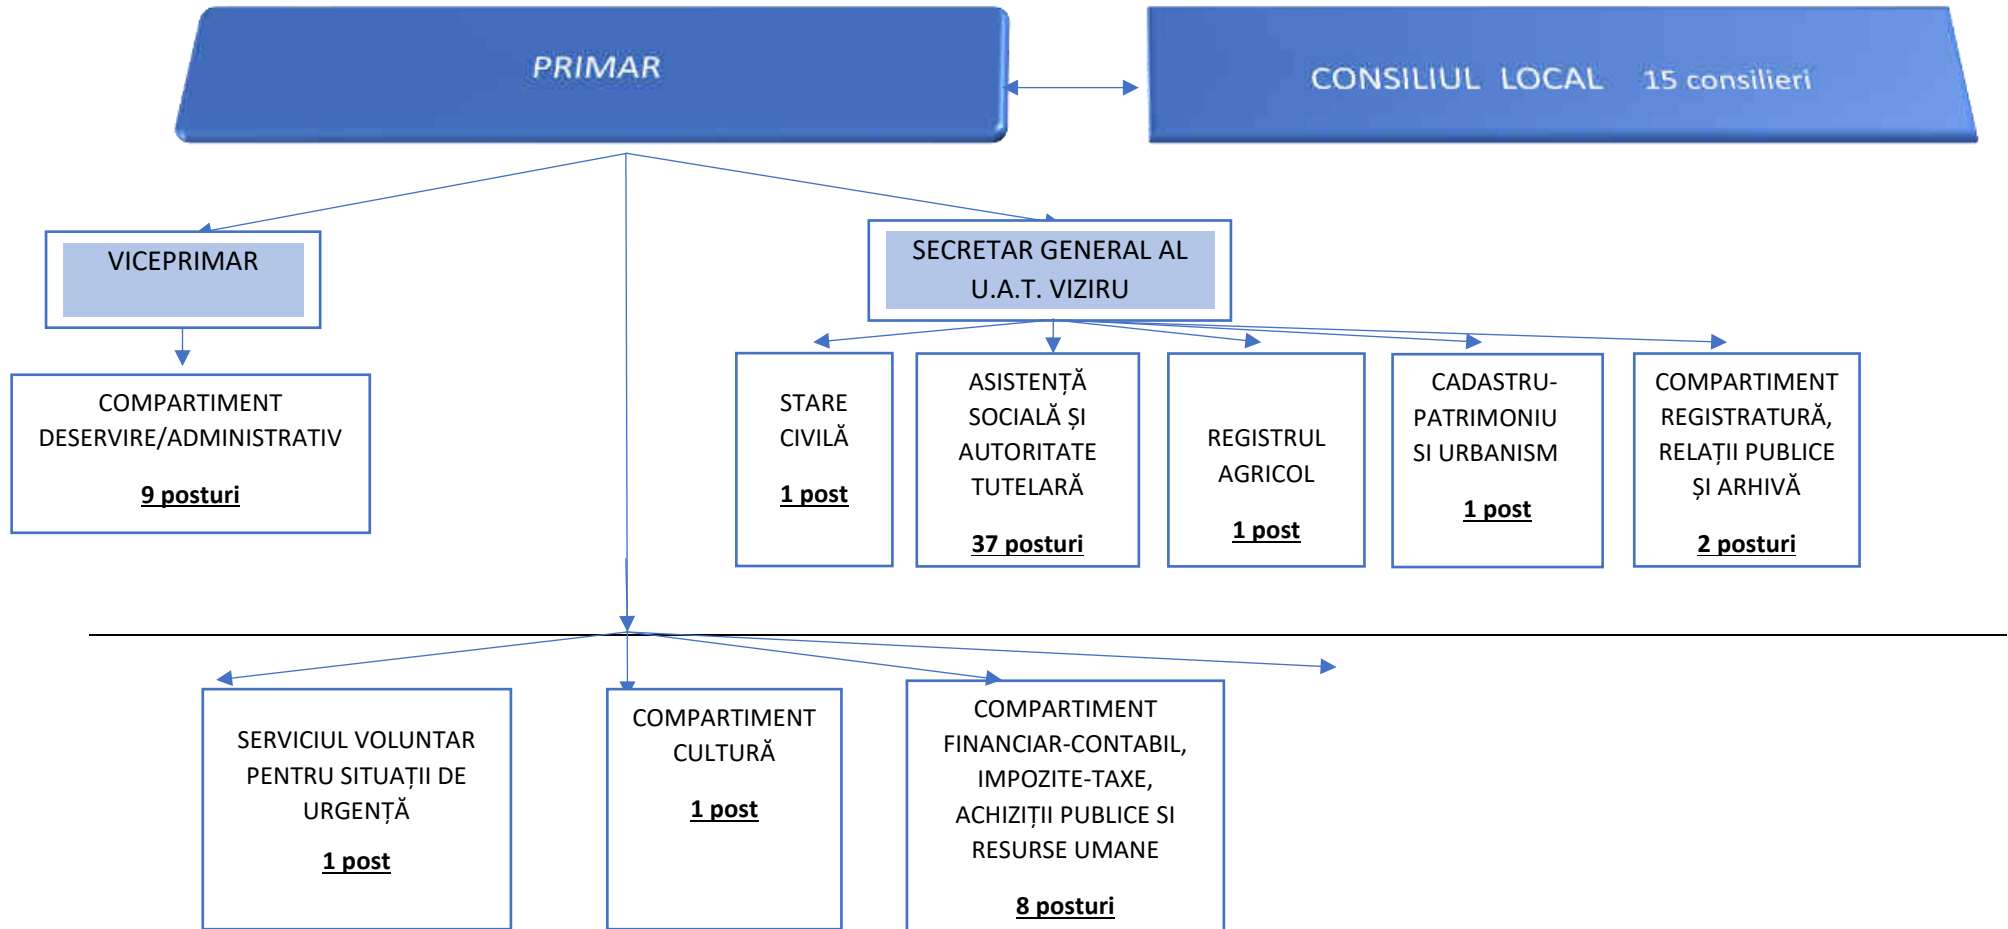 PRIMAR
CONSILIUL LOCAL 15 consilieri
VICEPRIMAR
SECRETAR GENERAL AL
U.A.T. VIZIRU
COMPARTIMENT
DESERVIRE/ADMINISTRATIV
9 posturi
STARE
CIVILĂ
1 post
ASISTENȚĂ
SOCIALĂ ȘI
AUTORITATE
TUTELARĂ
37 posturi
REGISTRUL
AGRICOL
1 post
CADASTRU-
PATRIMONIU
SI URBANISM
1 post
COMPARTIMENT
REGISTRATURĂ,
RELAȚII PUBLICE
ȘI ARHIVĂ
2 posturi
SERVICIUL VOLUNTAR
PENTRU SITUAȚII DE
URGENȚĂ
1 post
COMPARTIMENT
CULTURĂ
1 post
COMPARTIMENT
FINANCIAR-CONTABIL,
IMPOZITE-TAXE,
ACHIZIȚII PUBLICE SI
RESURSE UMANE
8 posturi